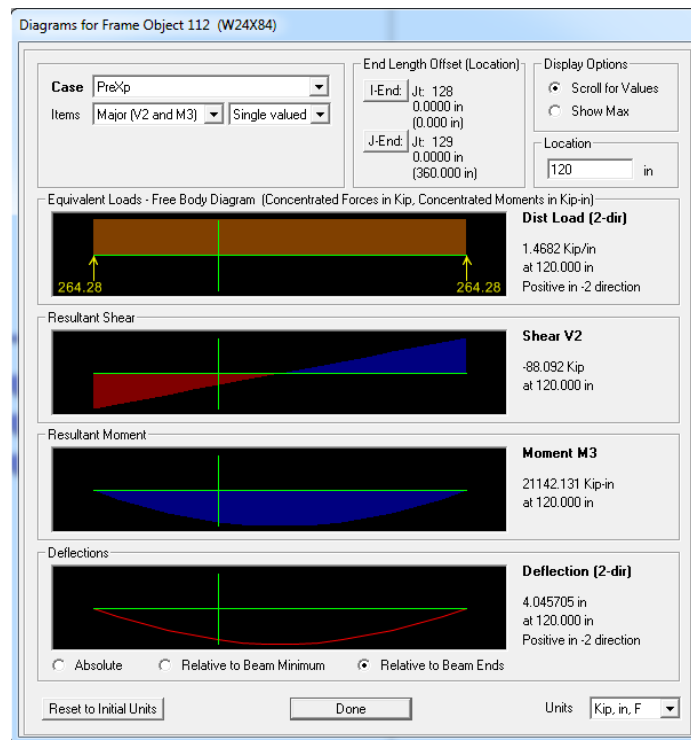 Diagrams for Frame Object 112 (W24X84)
Case PreXp
Items Major (V2 and M3) Single valued
End Length Offset (Location)
I-End: Jt: 128
0.0000 in
(0.000 in)
J-End: Jt: 129
0.0000 in
(360.000 in)
Display Options
Scroll for Values
Show Max
Location
120 in
Equivalent Loads - Free Body Diagram (Concentrated Forces in Kip, Concentrated Moments in Kip-in)
264.28 264.28
Dist Load (2-dir)
1.4682 Kip/in
at 120.000 in
Positive in -2 direction
Resultant Shear
Shear V2
-88.092 Kip
at 120.000 in
Resultant Moment
Moment M3
21142.131 Kip-in
at 120.000 in
Deflections
Deflection (2-dir)
4.045705 in
at 120.000 in
Positive in -2 direction
Absolute Relative to Beam Minimum Relative to Beam Ends
Reset to Initial Units Done Units Kip, in, F